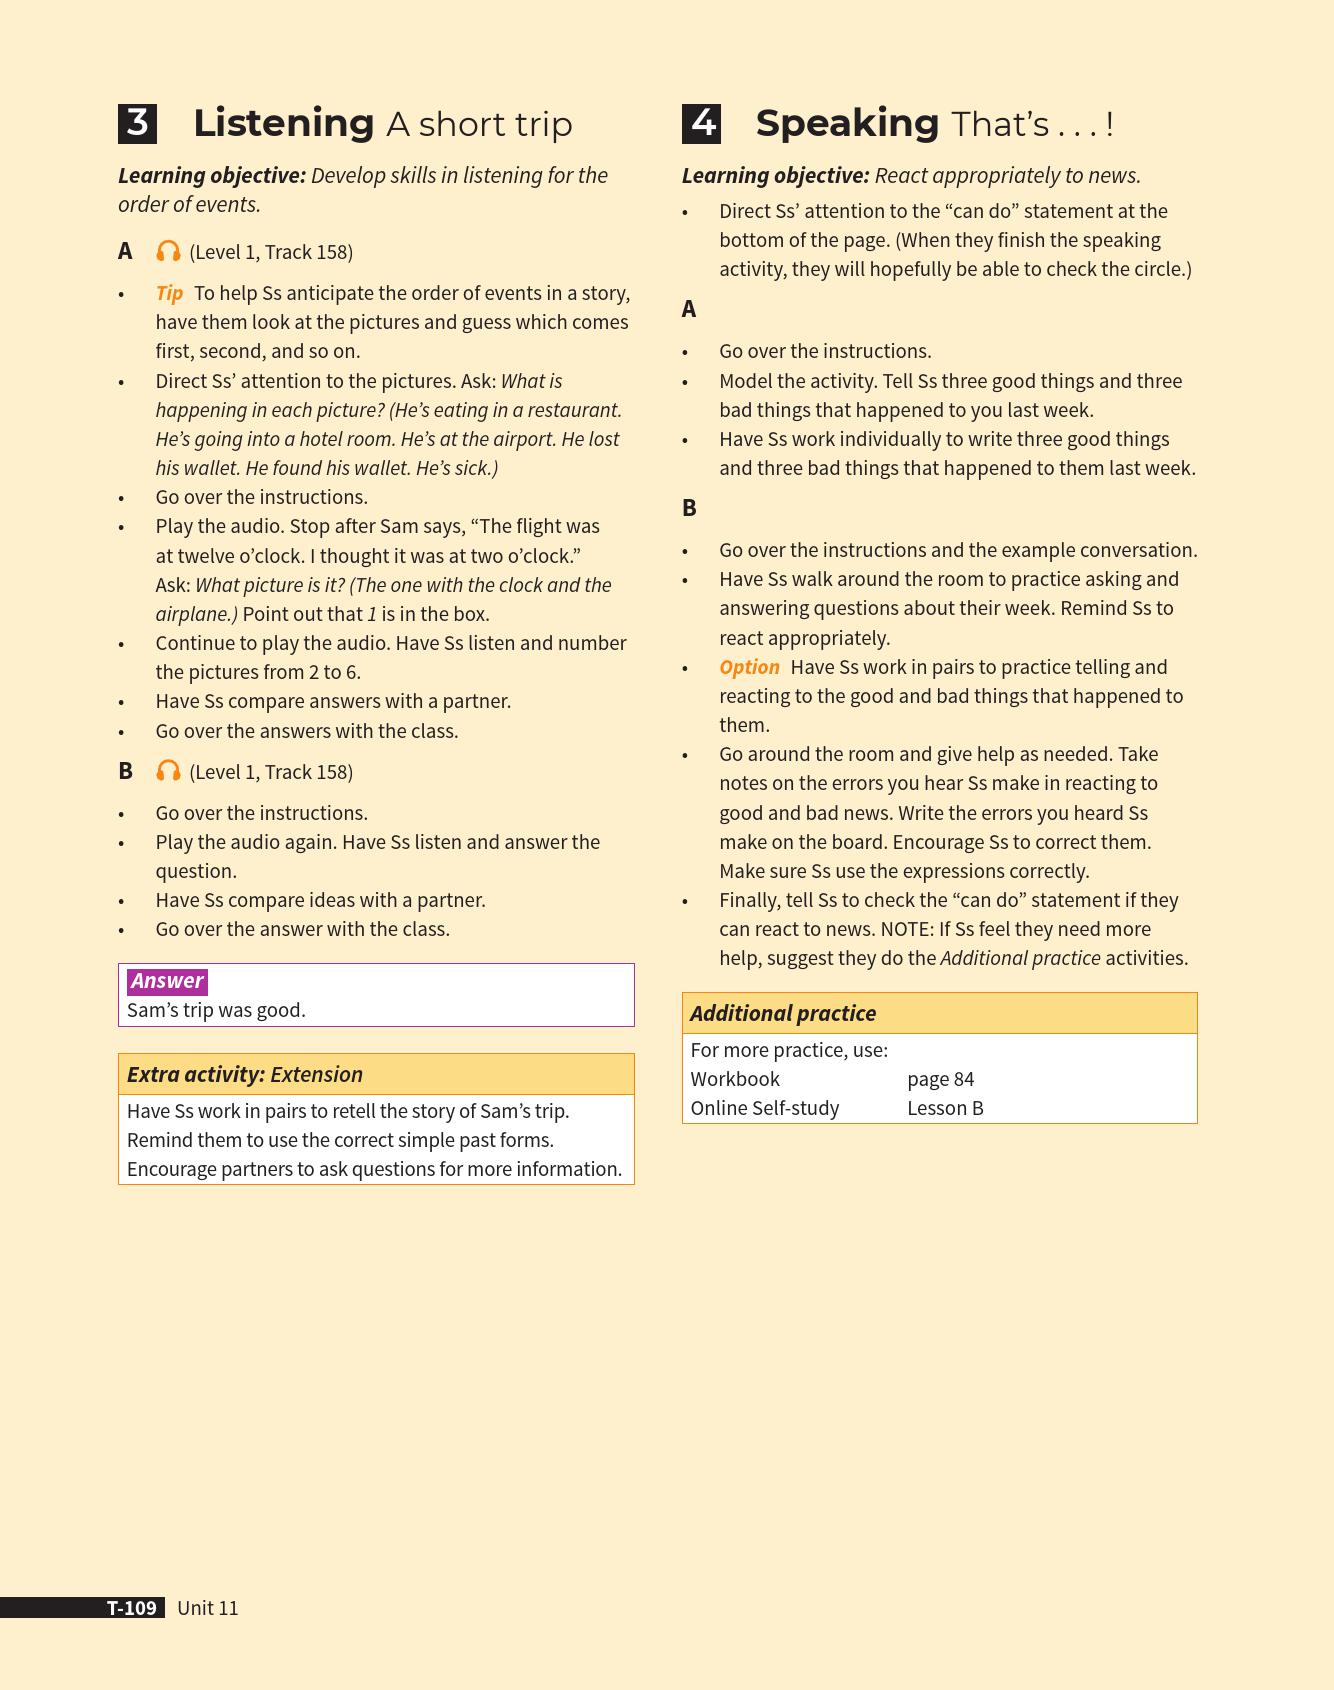 3 Listening A short trip
Learning objective: Develop skills in listening for the
order of events.
A (Level 1, Track 158)
• Tip To help Ss anticipate the order of events in a story,
have them look at the pictures and guess which comes
first, second, and so on.
• Direct Ss’ attention to the pictures. Ask: What is
happening in each picture? (He’s eating in a restaurant.
He’s going into a hotel room. He’s at the airport. He lost
his wallet. He found his wallet. He’s sick.)
• Go over the instructions.
• Play the audio. Stop after Sam says, “The flight was
at twelve o’clock. I thought it was at two o’clock.”
Ask: What picture is it? (The one with the clock and the
airplane.) Point out that 1 is in the box.
• Continue to play the audio. Have Ss listen and number
the pictures from 2 to 6.
• Have Ss compare answers with a partner.
• Go over the answers with the class.
B (Level 1, Track 158)
• Go over the instructions.
• Play the audio again. Have Ss listen and answer the
question.
• Have Ss compare ideas with a partner.
• Go over the answer with the class.
Answer
Sam’s trip was good.
Extra activity: Extension
Have Ss work in pairs to retell the story of Sam’s trip.
Remind them to use the correct simple past forms.
Encourage partners to ask questions for more information.
4 Speaking That’s . . . !
Learning objective: React appropriately to news.
• Direct Ss’ attention to the “can do” statement at the
bottom of the page. (When they finish the speaking
activity, they will hopefully be able to check the circle.)
A
• Go over the instructions.
• Model the activity. Tell Ss three good things and three
bad things that happened to you last week.
• Have Ss work individually to write three good things
and three bad things that happened to them last week.
B
• Go over the instructions and the example conversation.
• Have Ss walk around the room to practice asking and
answering questions about their week. Remind Ss to
react appropriately.
• Option Have Ss work in pairs to practice telling and
reacting to the good and bad things that happened to
them.
• Go around the room and give help as needed. Take
notes on the errors you hear Ss make in reacting to
good and bad news. Write the errors you heard Ss
make on the board. Encourage Ss to correct them.
Make sure Ss use the expressions correctly.
• Finally, tell Ss to check the “can do” statement if they
can react to news. NOTE: If Ss feel they need more
help, suggest they do the Additional practice activities.
Additional practice
For more practice, use:
Workbook page 84
Online Self-study Lesson B
T-109 Unit 11